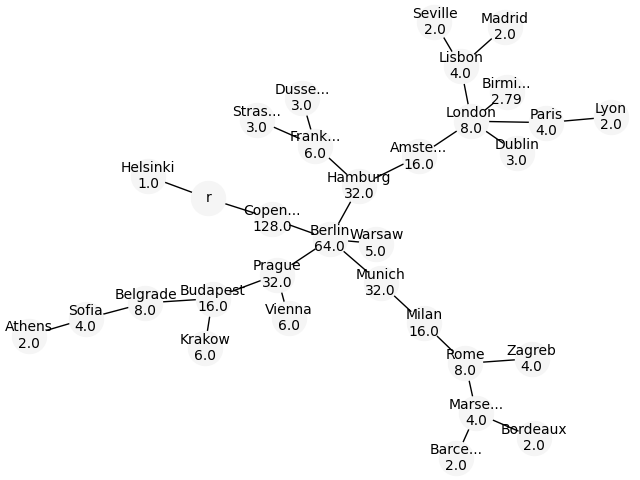 Seville
2.0
Madrid
2.0
Lisbon
4.0
Birmi...
2.79
Dusse...
3.0
Stras...
3.0
London
8.0
Paris
4.0
Lyon
2.0
Frank...
6.0
Amste...
16.0
Dublin
3.0
Helsinki
1.0
Hamburg
32.0
r
Copen...
128.0
Berlin
64.0
Warsaw
5.0
Prague
32.0
Munich
32.0
Budapest
16.0
Belgrade
8.0
Sofia
4.0
Athens
2.0
Vienna
6.0
Milan
16.0
Krakow
6.0
Rome
8.0
Zagreb
4.0
Marse...
4.0
Bordeaux
2.0
Barce...
2.0